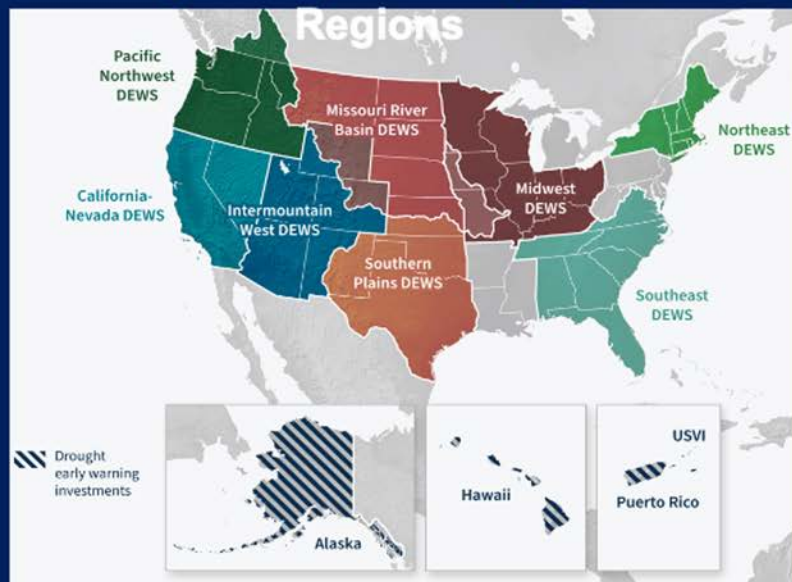 Regions
Pacific
Northwest
DEWS
Missouri River
Basin DEWS
Northeast
DEWS
Midwest
DEWS
California-
Nevada DEWS
Intermountain
West DEWS
Southern
Plains DEWS
Southeast
DEWS
Drought
early warning
investments
Alaska
Hawaii
USVI
Puerto Rico